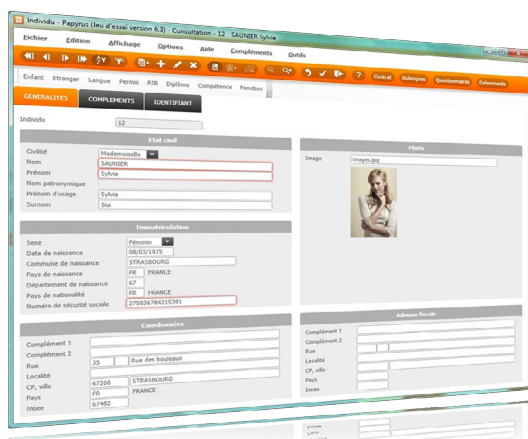 Individu - Papyrus (Jeu d'essai version 6.3) - Consultation - 12 - SAUNIER Sylvie
Fichier Edition Affichage Options Aide Compléments Outils
Contrat Rubriques Questionnaires Evénements
Enfant Etranger Langue Permis RIB Diplôme Compétence Fonction
GENERALITES COMPLEMENTS IDENTIFIANT
Individu 12
Etat civil
Civilité Mademoiselle
Nom SAUNIER
Prénom Sylvie
Nom patronymique
Prénom d'usage Sylvie
Surnom Sisi
Photo
Image images.jpg
Immatriculation
Sexe Féminin
Date de naissance 08/03/1975
Commune de naissance STRASBOURG
Pays de naissance FR FRANCE
Département de naissance 67
Pays de nationalité FR FRANCE
Numéro de sécurité sociale 275036784215391
Coordonnées
Complément 1
Complément 2
Rue 35 Rue des bouleaux
Localité
CP, ville 67200 STRASBOURG
Pays FR FRANCE
Insee 67482
Adresse fiscale
Complément 1
Complément 2
Rue
Localité
CP, ville
Pays
Insee